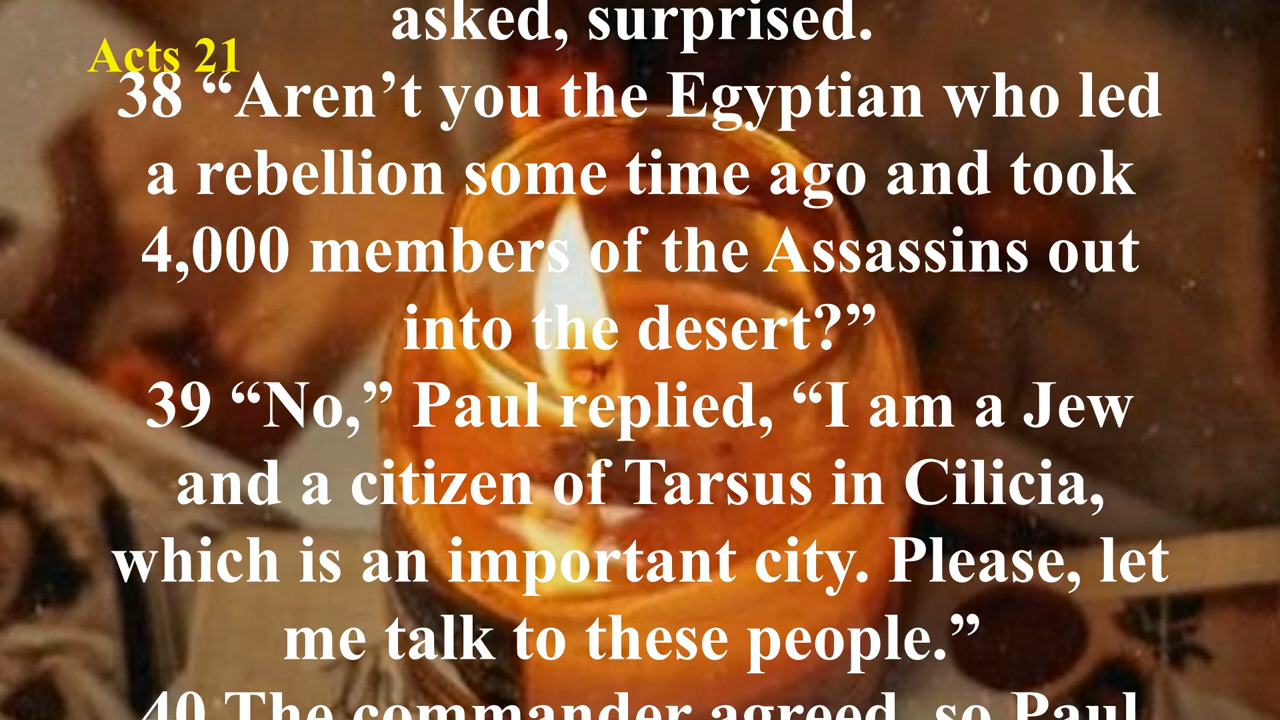 asked, surprised.
Acts 21
38 “Aren’t you the Egyptian who led
a rebellion some time ago and took
4,000 members of the Assassins out
into the desert?”
39 “No,” Paul replied, “I am a Jew
and a citizen of Tarsus in Cilicia,
which is an important city. Please, let
me talk to these people.”
40 The commander agreed, so Paul